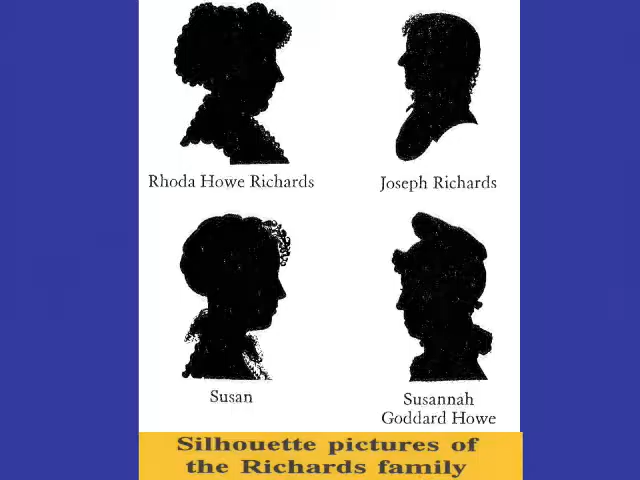 Rhoda Howe Richards
Joseph Richards
Susan
Susannah
Goddard Howe
Silhouette pictures of
the Richards family